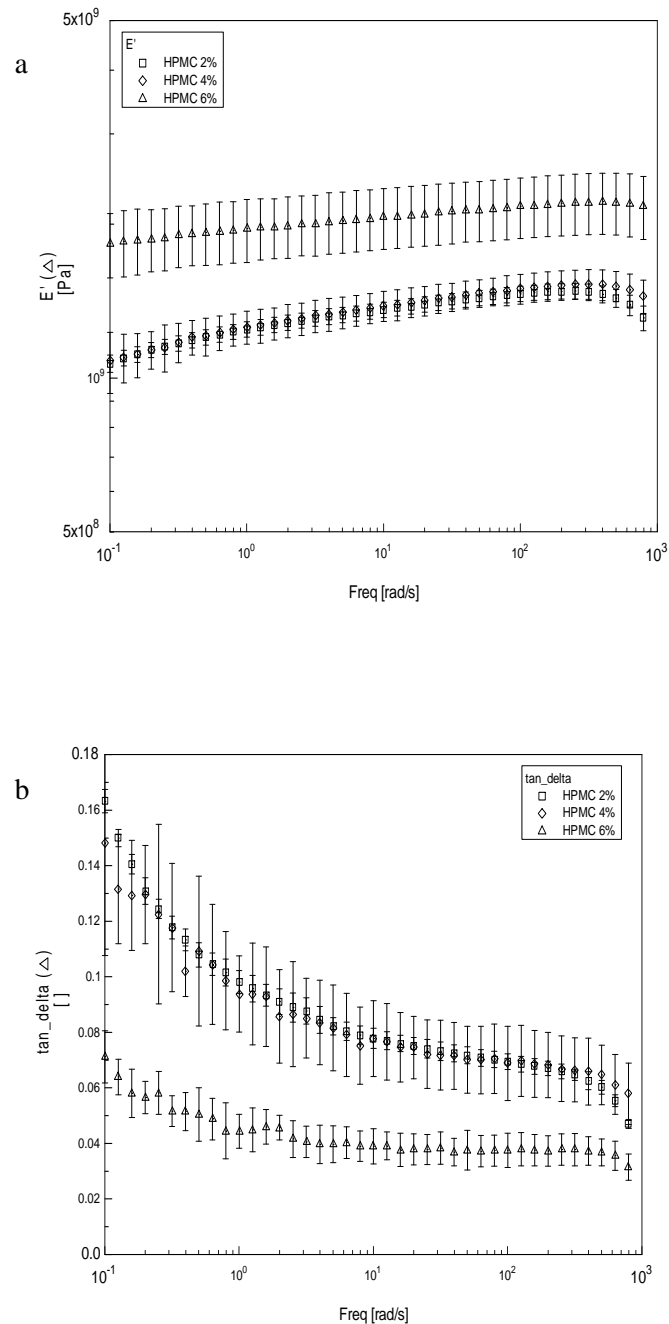 a
5x10⁹
E'
HPMC 2%
HPMC 4%
HPMC 6%
E' (△)
[Pa]
10⁹
5x10⁸
10⁻¹
10⁰
10¹
10²
10³
Freq [rad/s]
b
0.18
0.16
0.14
0.12
0.1
0.08
0.06
0.04
0.02
0.0
tan_delta
HPMC 2%
HPMC 4%
HPMC 6%
tan_delta (△)
[ ]
10⁻¹
10⁰
10¹
10²
10³
Freq [rad/s]